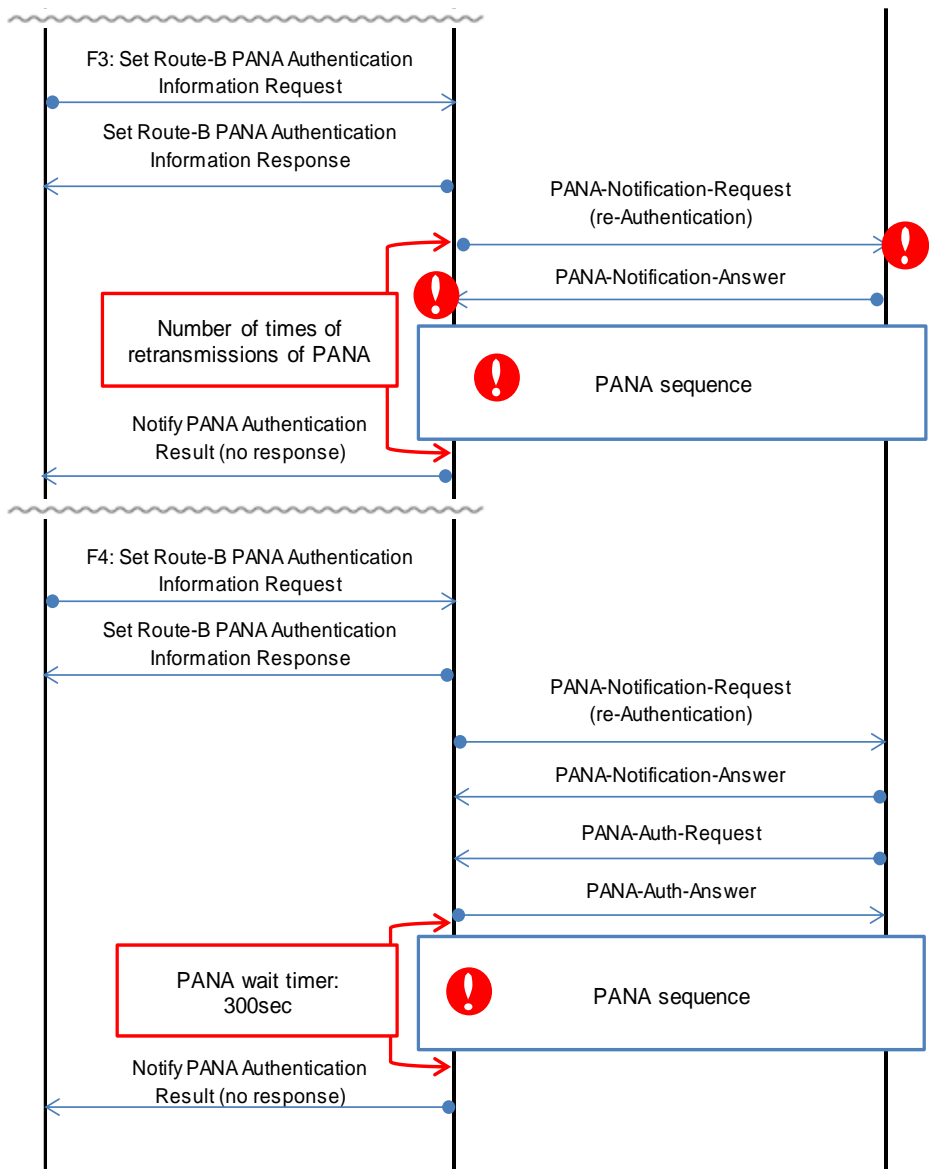 F3: Set Route-B PANA Authentication
Information Request
Set Route-B PANA Authentication
Information Response
PANA-Notification-Request
(re-Authentication)
PANA-Notification-Answer
Number of times of
retransmissions of PANA
PANA sequence
Notify PANA Authentication
Result (no response)
F4: Set Route-B PANA Authentication
Information Request
Set Route-B PANA Authentication
Information Response
PANA-Notification-Request
(re-Authentication)
PANA-Notification-Answer
PANA-Auth-Request
PANA-Auth-Answer
PANA wait timer:
300sec
PANA sequence
Notify PANA Authentication
Result (no response)